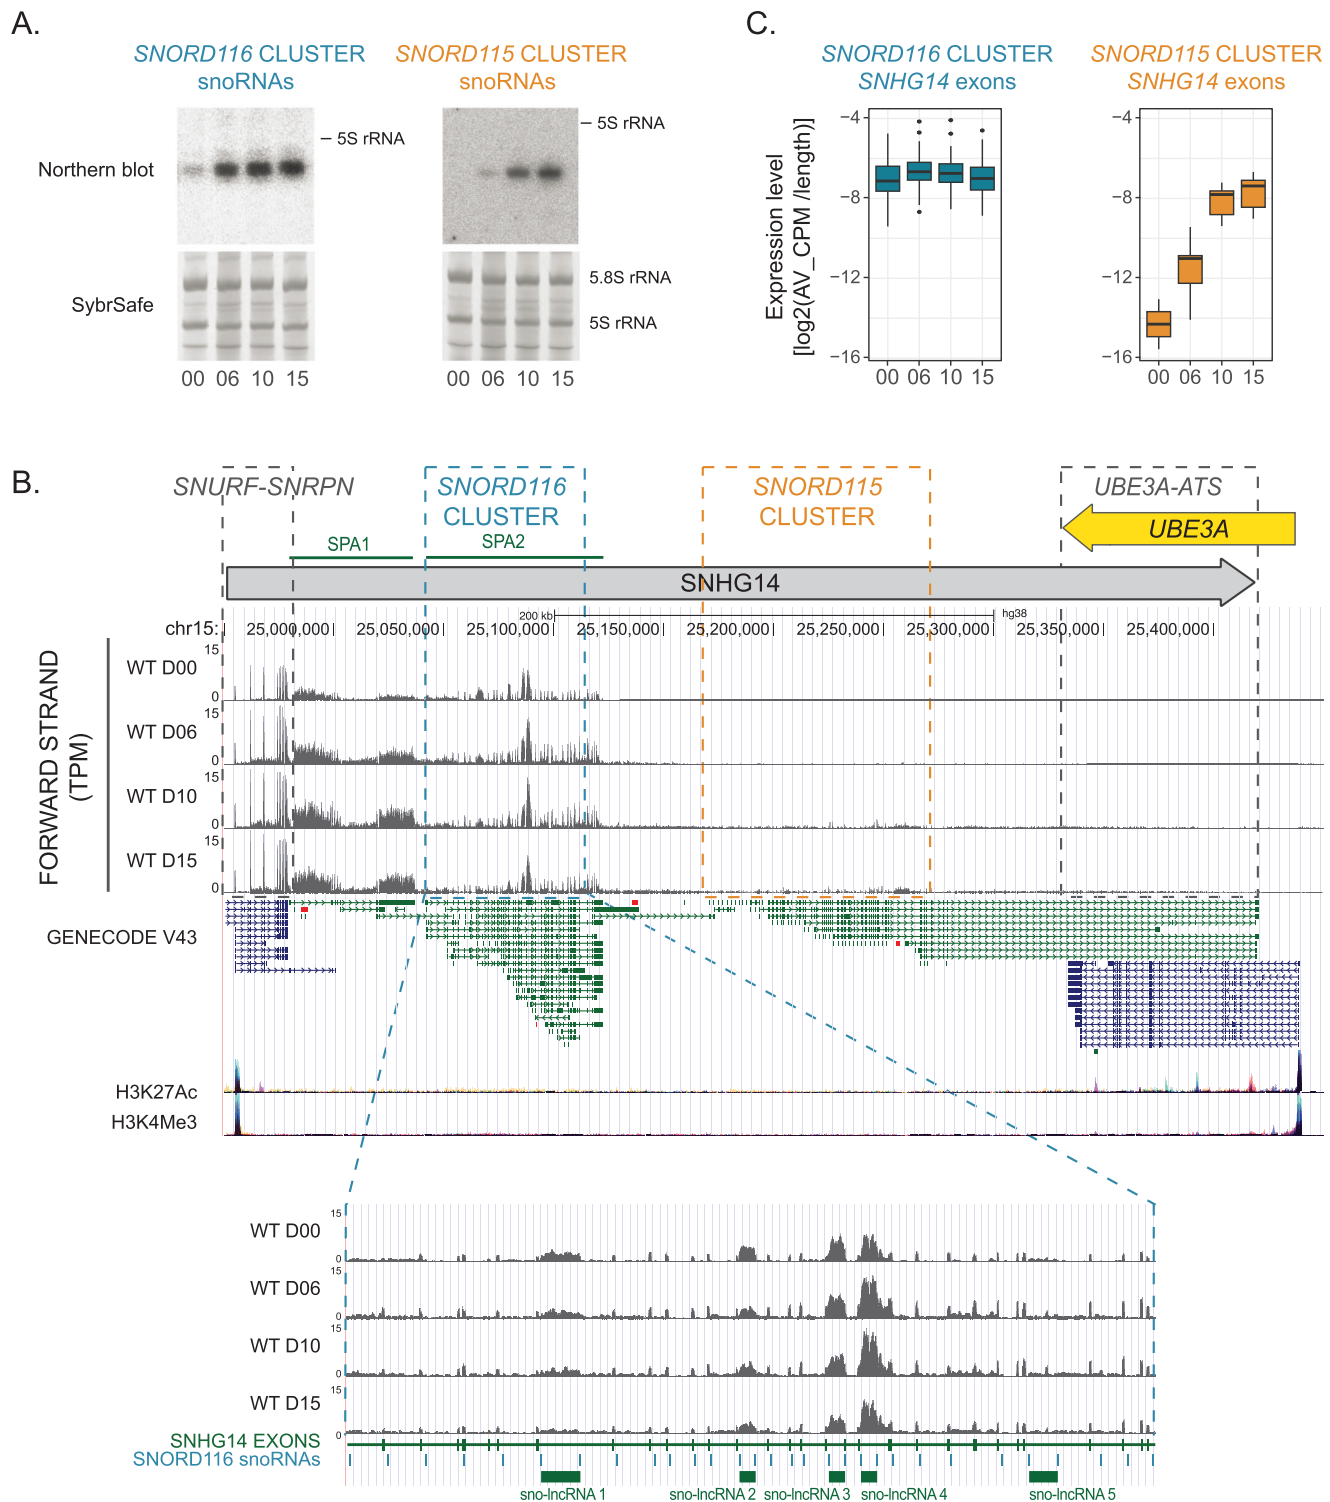 A.
SNORD116 CLUSTER
snoRNAs
SNORD115 CLUSTER
snoRNAs
Northern blot
5S rRNA
5S rRNA
SybrSafe
5.8S rRNA
5S rRNA
00 06 10 15
00 06 10 15
C.
SNORD116 CLUSTER
SNHG14 exons
SNORD115 CLUSTER
SNHG14 exons
Expression level
[log2(AV_CPM /length)]
−4
−8
−12
−16
00 06 10 15
−4
−8
−12
−16
00 06 10 15
B.
SNURF-SNRPN
SNORD116
CLUSTER
SNORD115
CLUSTER
UBE3A-ATS
UBE3A
SPA1
SPA2
SNHG14
200 kb
hg38
chr15:
25,000,000
25,050,000
25,100,000
25,150,000
25,200,000
25,250,000
25,300,000
25,350,000
25,400,000
FORWARD STRAND
(TPM)
15
WT D00
0
15
WT D06
0
15
WT D10
0
15
WT D15
0
GENECODE V43
H3K27Ac
H3K4Me3
15
WT D00
0
15
WT D06
0
15
WT D10
0
15
WT D15
0
SNHG14 EXONS
SNORD116 snoRNAs
sno-lncRNA 1
sno-lncRNA 2
sno-lncRNA 3
sno-lncRNA 4
sno-lncRNA 5